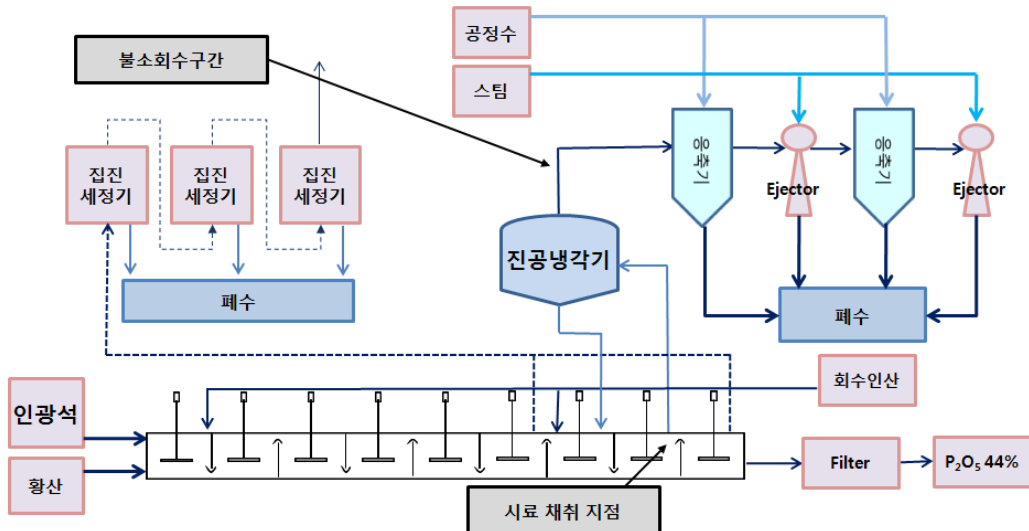 공정수
불소회수구간
스팀
집진
세정기
집진
세정기
집진
세정기
응축기
Ejector
응축기
Ejector
진공냉각기
폐수
폐수
회수인산
인광석
황산
Filter
P₂O₅ 44%
시료 채취 지점